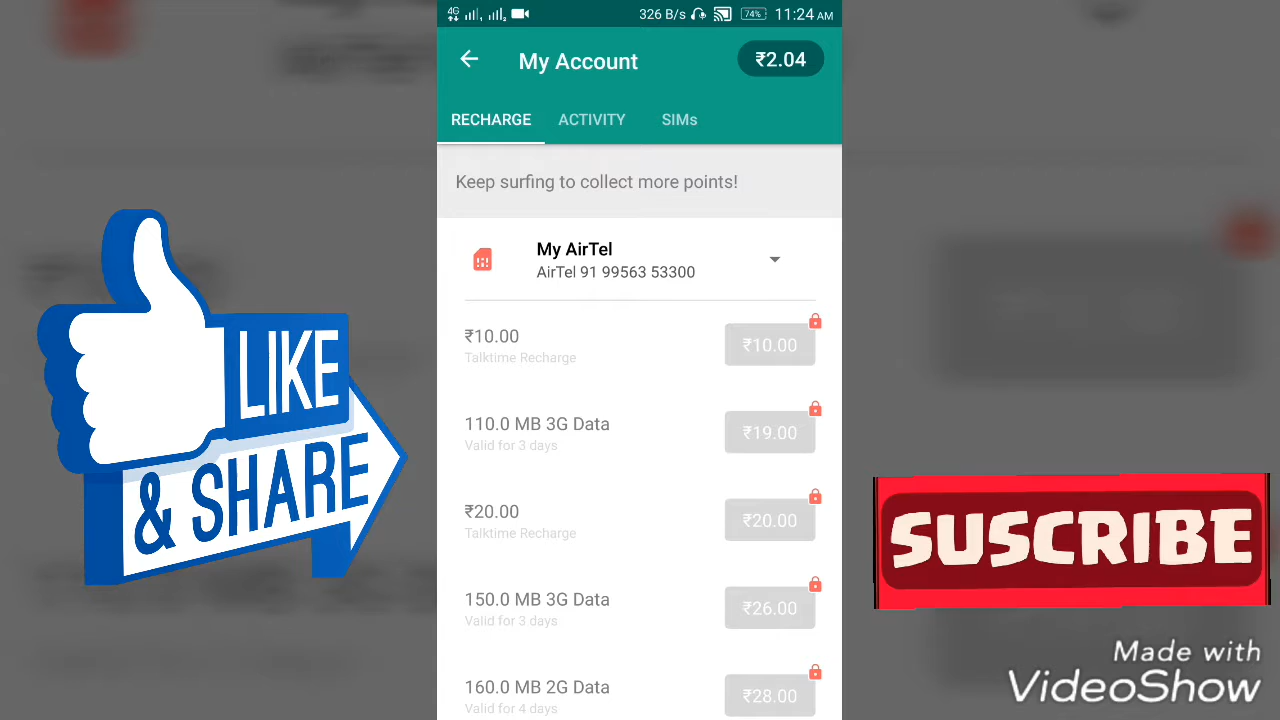 4G 326 B/s 74% 11:24 AM
My Account ₹2.04
RECHARGE ACTIVITY SIMs
Keep surfing to collect more points!
My AirTel
AirTel 91 99563 53300
₹10.00 ₹10.00
Talktime Recharge
110.0 MB 3G Data ₹19.00
Valid for 3 days
₹20.00 ₹20.00
Talktime Recharge
150.0 MB 3G Data ₹26.00
Valid for 3 days
160.0 MB 2G Data ₹28.00
Valid for 4 days
LIKE
& SHARE
SUSCRIBE
Made with
VideoShow